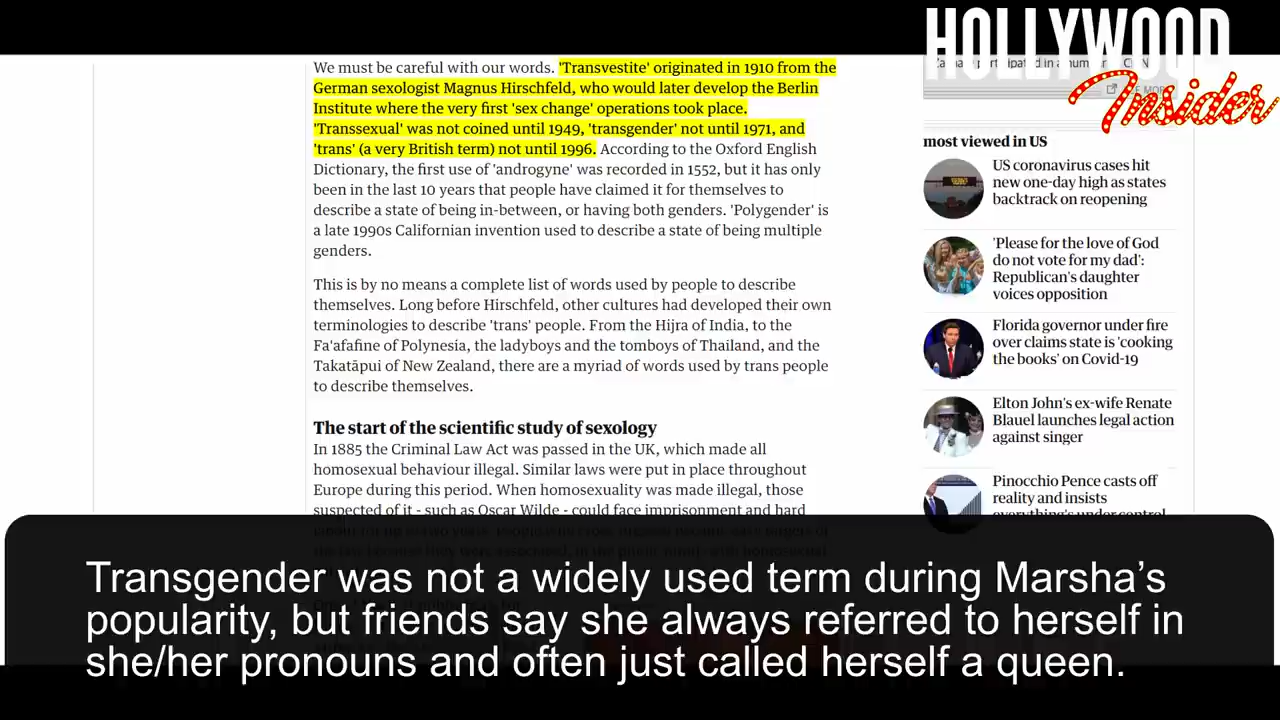 HOLLYWOOD
Insider
We must be careful with our words. 'Transvestite' originated in 1910 from the
German sexologist Magnus Hirschfeld, who would later develop the Berlin
Institute where the very first 'sex change' operations took place.
'Transsexual' was not coined until 1949, 'transgender' not until 1971, and
'trans' (a very British term) not until 1996. According to the Oxford English
Dictionary, the first use of 'androgyne' was recorded in 1552, but it has only
been in the last 10 years that people have claimed it for themselves to
describe a state of being in-between, or having both genders. 'Polygender' is
a late 1990s Californian invention used to describe a state of being multiple
genders.
This is by no means a complete list of words used by people to describe
themselves. Long before Hirschfeld, other cultures had developed their own
terminologies to describe 'trans' people. From the Hijra of India, to the
Fa'afafine of Polynesia, the ladyboys and the tomboys of Thailand, and the
Takatāpui of New Zealand, there are a myriad of words used by trans people
to describe themselves.
The start of the scientific study of sexology
In 1885 the Criminal Law Act was passed in the UK, which made all
homosexual behaviour illegal. Similar laws were put in place throughout
Europe during this period. When homosexuality was made illegal, those
suspected of it - such as Oscar Wilde - could face imprisonment and hard
most viewed in US
US coronavirus cases hit
new one-day high as states
backtrack on reopening
'Please for the love of God
do not vote for my dad':
Republican's daughter
voices opposition
Florida governor under fire
over claims state is 'cooking
the books' on Covid-19
Elton John's ex-wife Renate
Blauel launches legal action
against singer
Pinocchio Pence casts off
reality and insists
everything's under control
Transgender was not a widely used term during Marsha's
popularity, but friends say she always referred to herself in
she/her pronouns and often just called herself a queen.